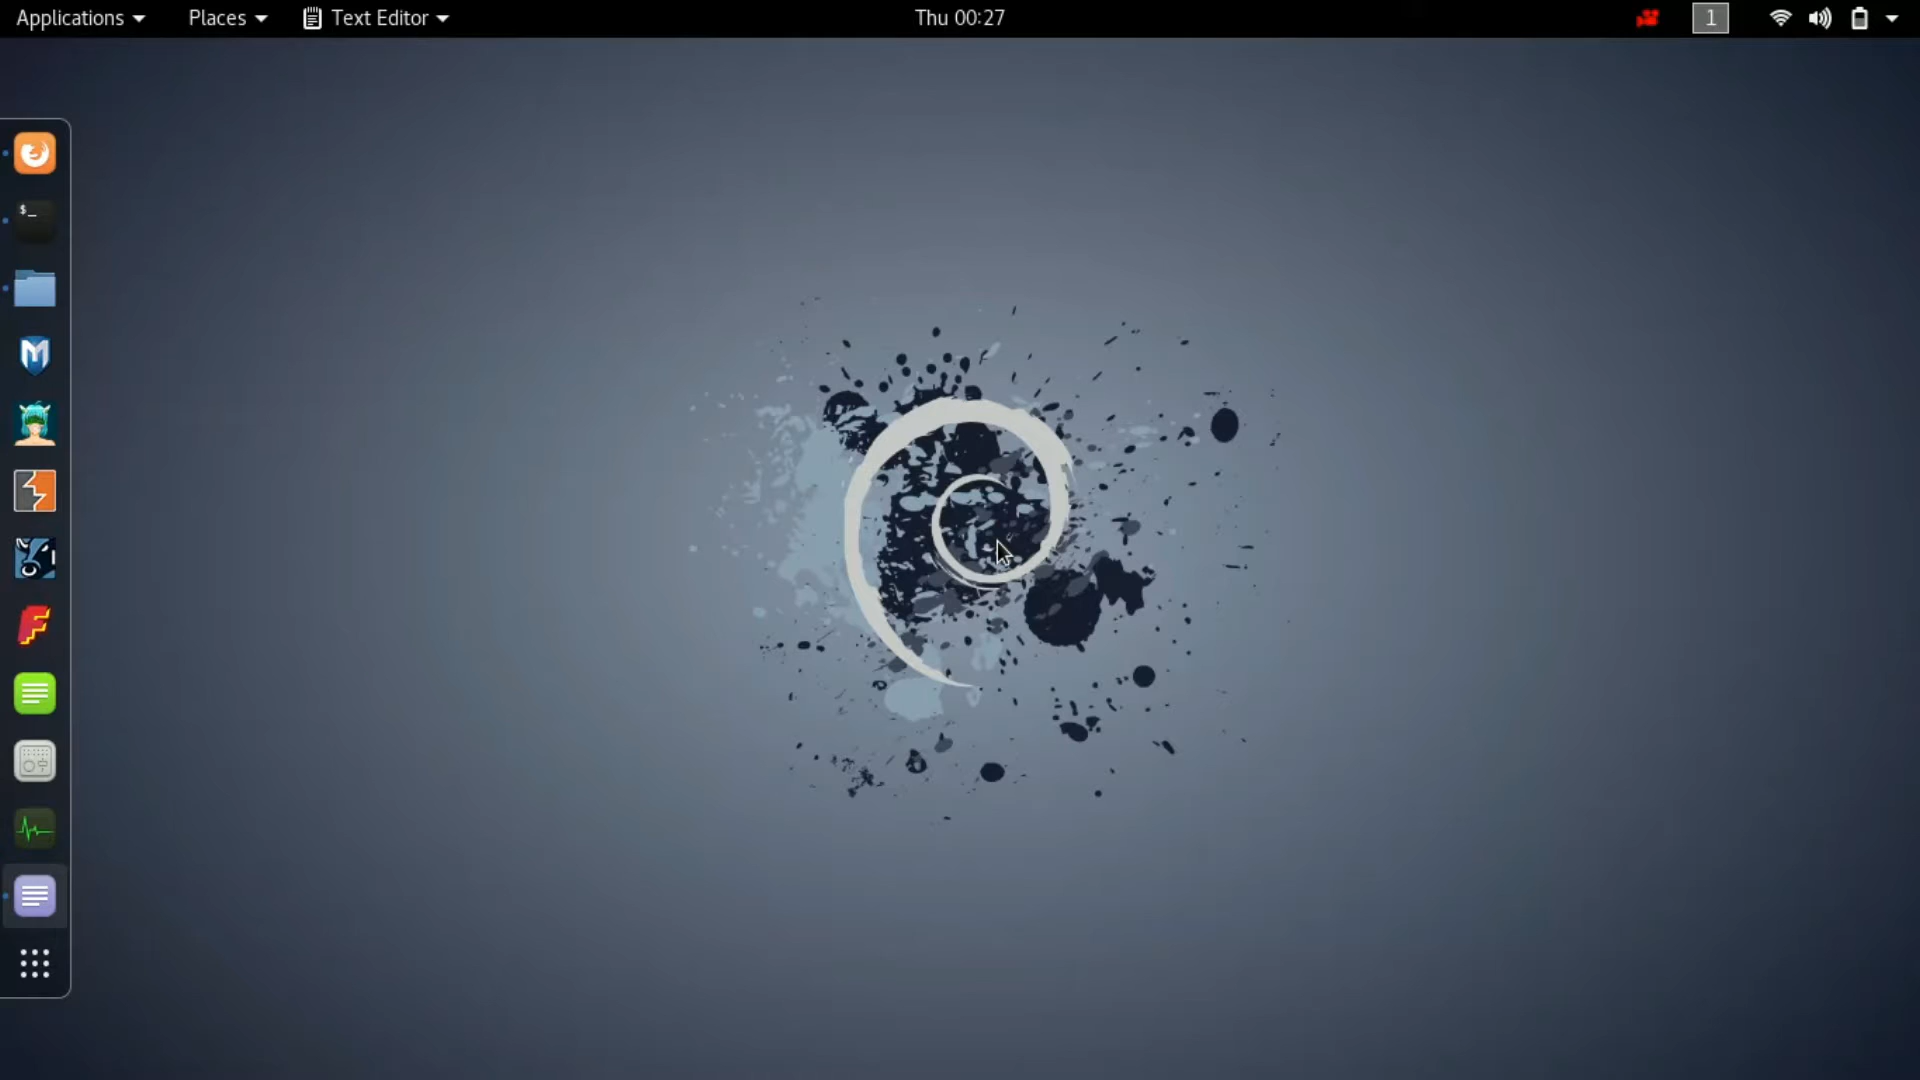 Applications
Places
Text Editor
Thu 00:27
1
$_